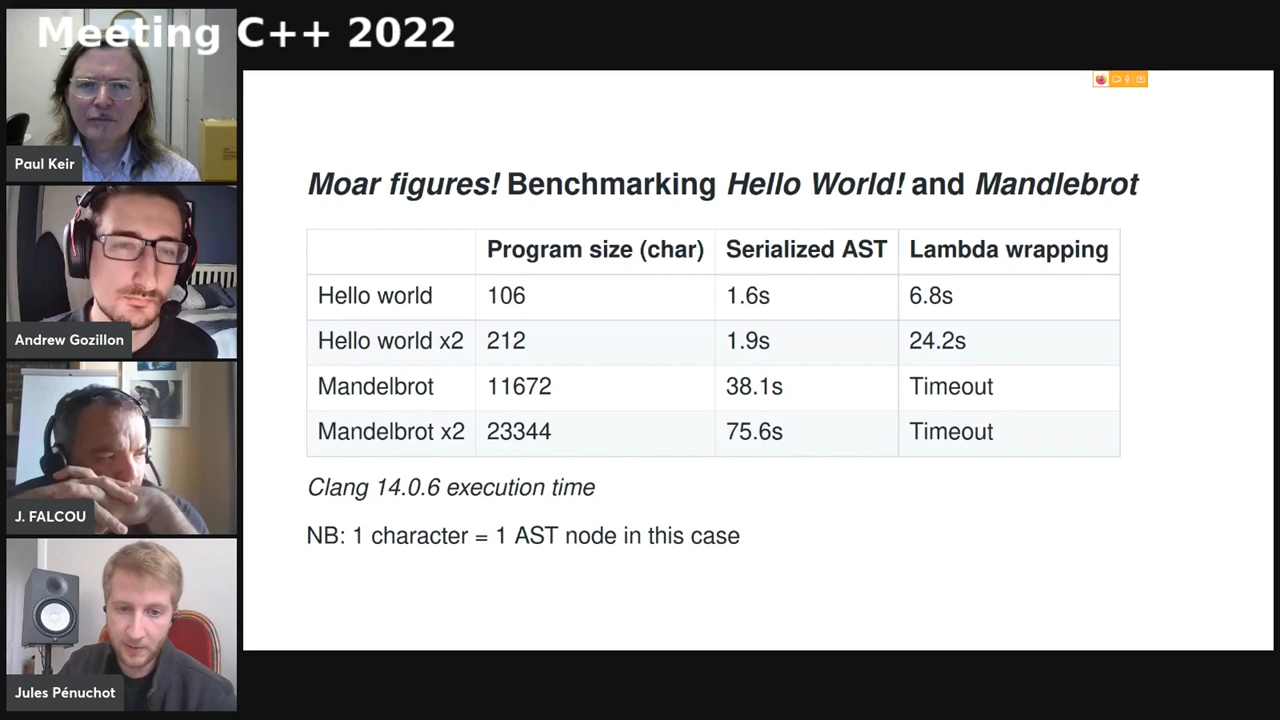 Meeting C++ 2022
Paul Keir
Andrew Gozillon
J. FALCOU
Jules Pénuchot
Moar figures! Benchmarking Hello World! and Mandlebrot
Program size (char) Serialized AST Lambda wrapping
Hello world 106 1.6s 6.8s
Hello world x2 212 1.9s 24.2s
Mandelbrot 11672 38.1s Timeout
Mandelbrot x2 23344 75.6s Timeout
Clang 14.0.6 execution time
NB: 1 character = 1 AST node in this case